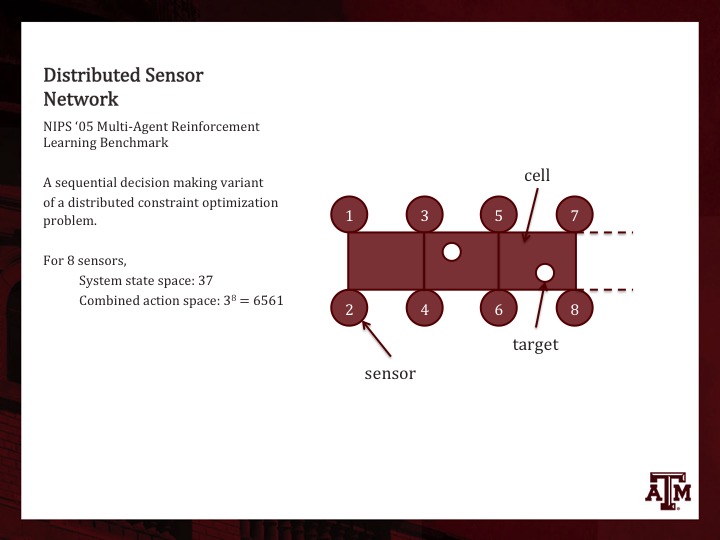 Distributed Sensor
Network
NIPS ‘05 Multi-Agent Reinforcement
Learning Benchmark
A sequential decision making variant
of a distributed constraint optimization
problem.
For 8 sensors,
System state space: 37
Combined action space: 3⁸ = 6561
cell
1 3 5 7
2 4 6 8
target
sensor
ATM